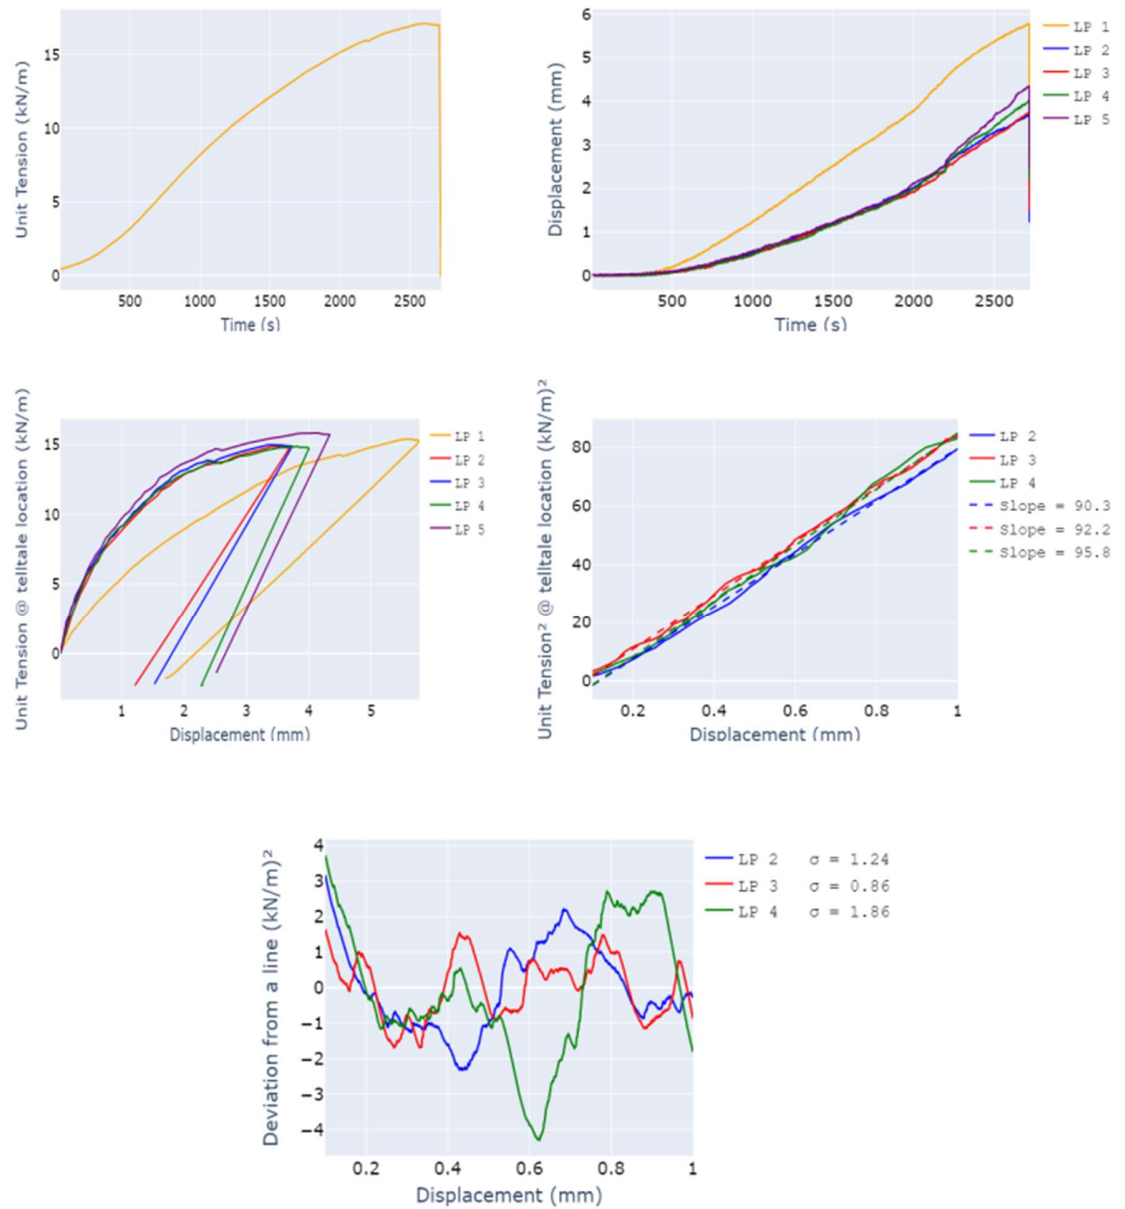 Unit Tension (kN/m)
15
10
5
0
500 1000 1500 2000 2500
Time (s)
Displacement (mm)
6
5
4
3
2
1
0
500 1000 1500 2000 2500
Time (s)
LP 1
LP 2
LP 3
LP 4
LP 5
Unit Tension @ telltale location (kN/m)
15
10
5
0
1 2 3 4 5
Displacement (mm)
LP 1
LP 2
LP 3
LP 4
LP 5
Unit Tension² @ telltale location (kN/m)²
80
60
40
20
0
0.2 0.4 0.6 0.8 1
Displacement (mm)
LP 2
LP 3
LP 4
Slope = 90.3
Slope = 92.2
Slope = 95.8
Deviation from a line (kN/m)²
4
3
2
1
0
−1
−2
−3
−4
0.2 0.4 0.6 0.8 1
Displacement (mm)
LP 2 σ = 1.24
LP 3 σ = 0.86
LP 4 σ = 1.86